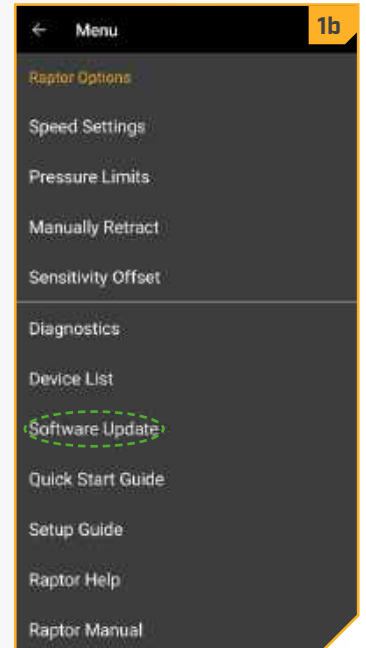 ← Menu
1b
Raptor Options
Speed Settings
Pressure Limits
Manually Retract
Sensitivity Offset
Diagnostics
Device List
Software Update
Quick Start Guide
Setup Guide
Raptor Help
Raptor Manual